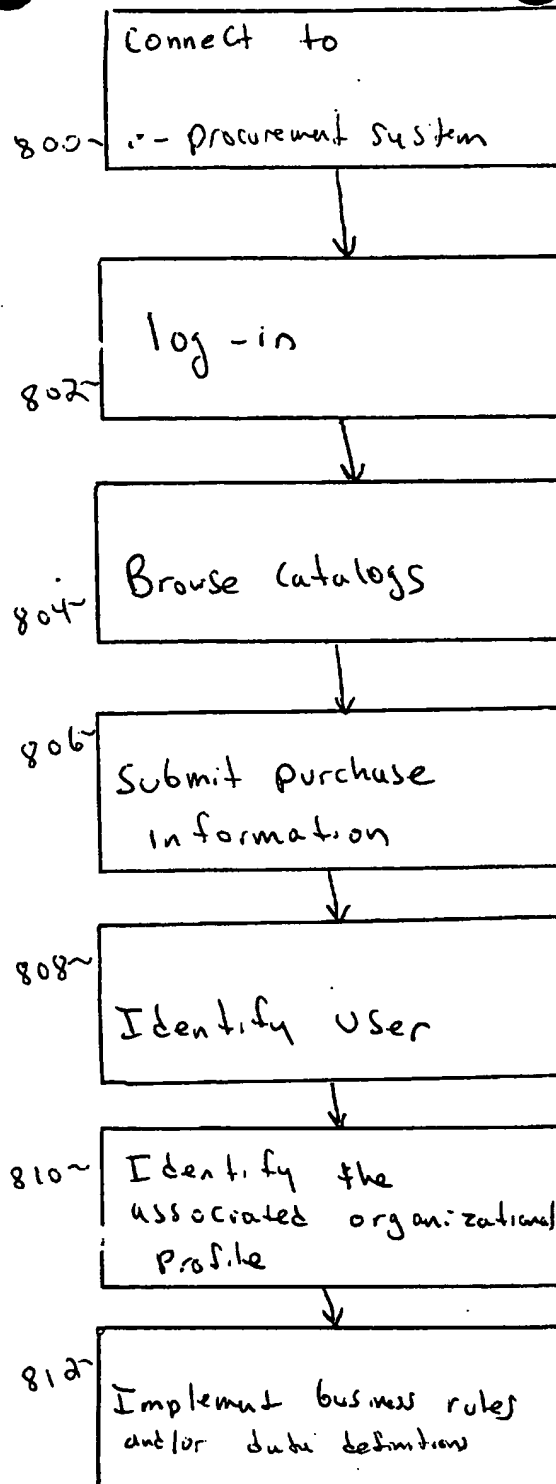 Connect to
800~
procurement system
log-in
802~
Browse Catalogs
804~
806~
Submit purchase
information
808~
Identify User
810~
Identify the
associated organizational
profile
812~
Implement business rules
and/or data definitions